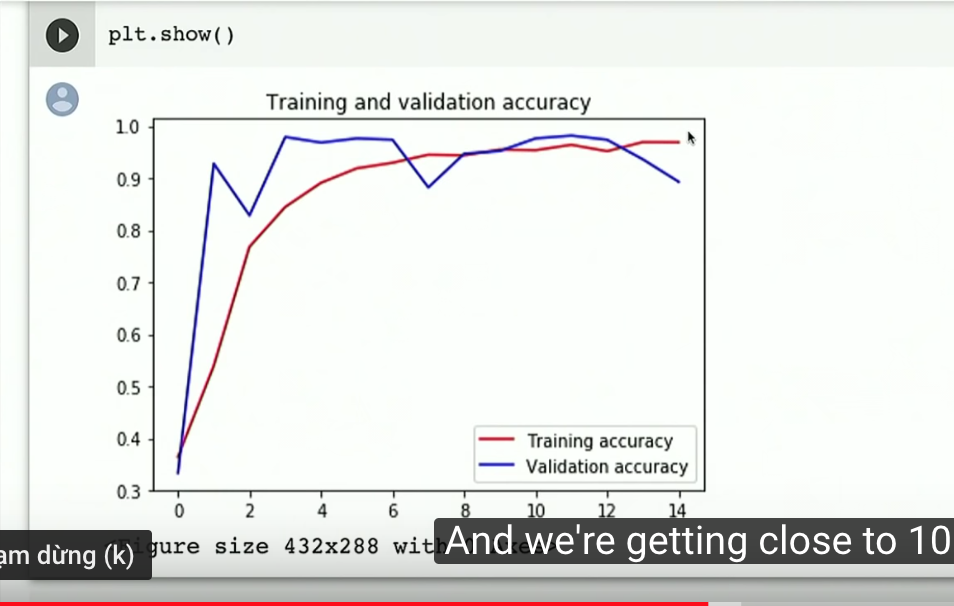 plt.show()
Training and validation accuracy
1.0
0.9
0.8
0.7
0.6
0.5
0.4
0.3
Training accuracy
Validation accuracy
0 2 4 6 8 10 12 14
size 432x288
ạm dừng (k)
And we're getting close to 10